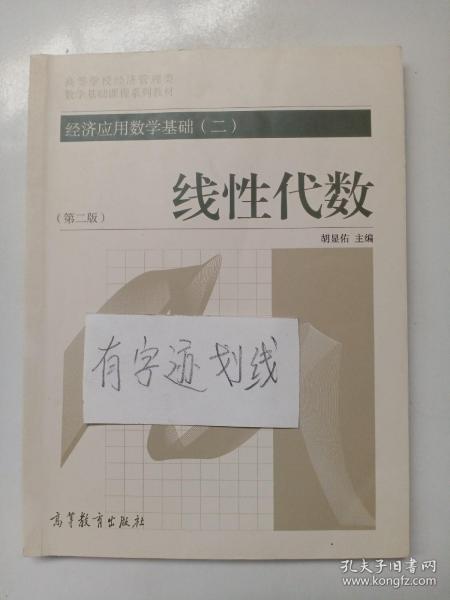 高等学校经济管理类
数学基础课程系列教材
经济应用数学基础(二)
线性代数
(第二版)
胡显佑 主编
有字迹划线
高等教育出版社
孔夫子旧书网
www.kongfz.com